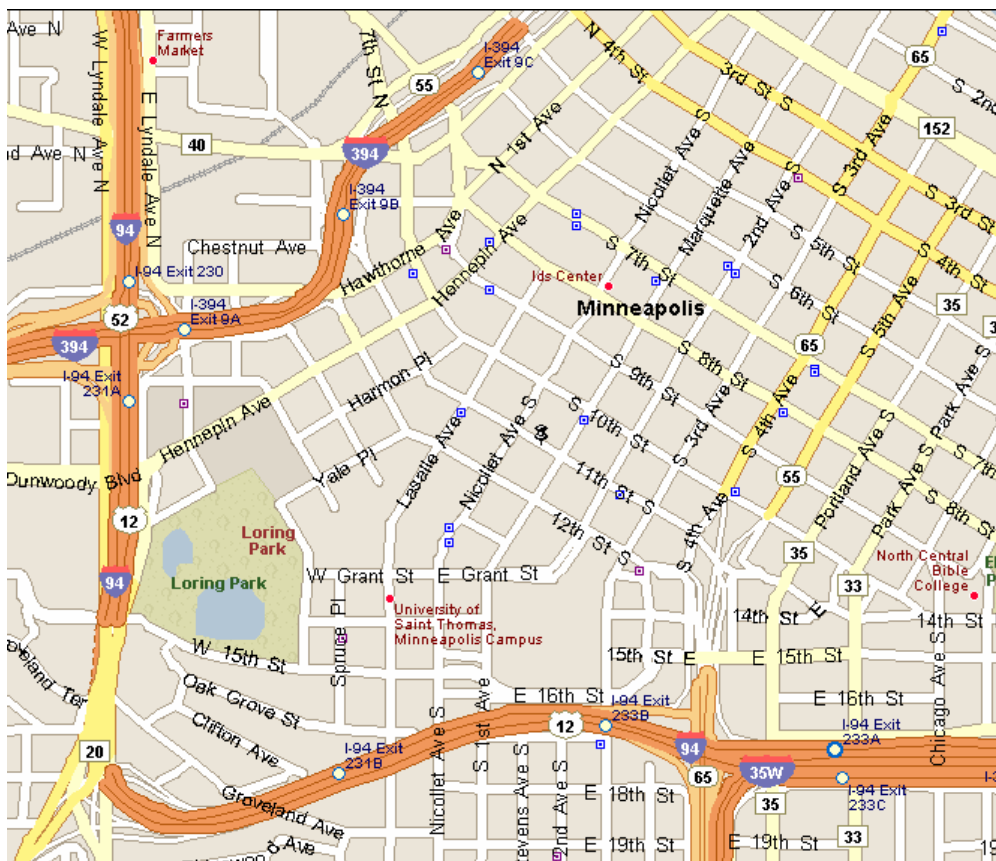 Ave N
W Lyndale Ave N
Farmers
Market
E Lyndale Ave N
7th St N
I-394
Exit 9C
55
N 4th St
3rd St S
65
S 2nd
152
40
Ave N
394
N 1st Ave
Nicollet Ave
Marquette Ave
2nd Ave
S 3rd Ave
S 3rd St
I-394
Exit 9B
94
Chestnut Ave
Hawthorne Ave
Hennepin Ave
S 7th St
S 5th St
S 4th St
I-94 Exit 230
Ids Center
Minneapolis
S 6th St
35
52
I-394
Exit 9A
394
65
S 5th Ave
I-94 Exit
231A
Harmon Pl
S 9th St
S 8th St
S 3rd Ave
S 4th Ave
Park Ave S
Hennepin Ave
Yale Pl
Lasalle Ave
Nicollet Ave S
S 10th St
11th St S
Portland Ave S
S 7th
Dunwoody Blvd
55
12
12th St S
4th Ave S
Park Ave S
S 8th
Loring
Park
Loring Park
94
W Grant St
E Grant St
35
33
North Central
Bible
College
University of
Saint Thomas,
Minneapolis Campus
14th St E
14th St
W 15th St
Spruce Pl
15th St E
E 15th St
Oak Grove St
E 16th St
E 16th St
Clifton Ave
I-94 Exit
231B
Nicollet Ave S
S 1st Ave
12
I-94 Exit
233B
94
I-94 Exit
233A
Chicago Ave S
20
65
35W
I-94 Exit
233C
Groveland Ave
2nd Ave S
E 18th St
35
33
E 19th St
E 19th St
19